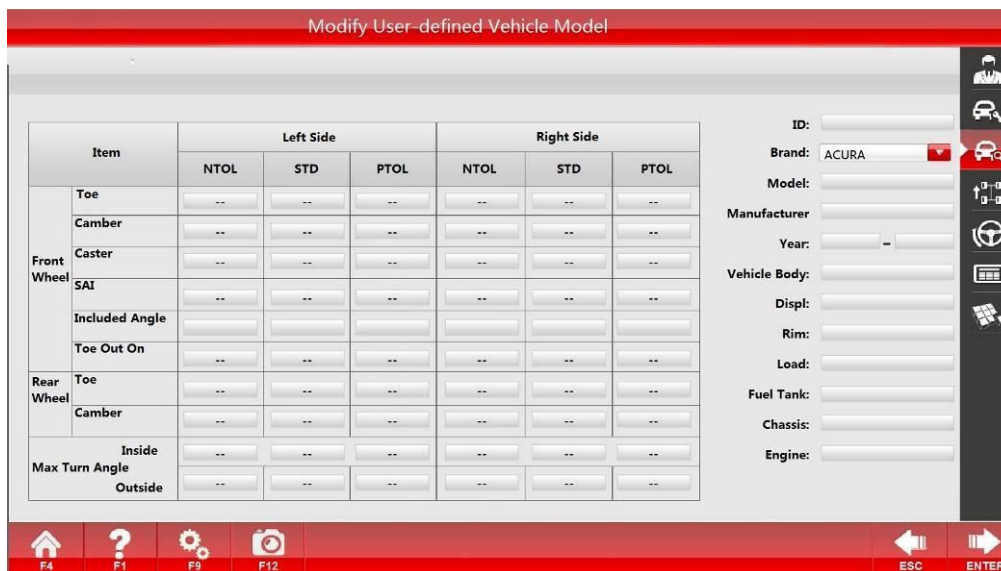 Modify User-defined Vehicle Model
Item Left Side Right Side
NTOL STD PTOL NTOL STD PTOL
Front Wheel
Toe -- -- -- -- -- --
Camber -- -- -- -- -- --
Caster -- -- -- -- -- --
SAI -- -- -- -- -- --
Included Angle
Toe Out On -- -- -- -- -- --
Rear Wheel
Toe -- -- -- -- -- --
Camber -- -- -- -- -- --
Max Turn Angle
Inside -- -- -- -- -- --
Outside -- -- -- -- -- --
ID:
Brand: ACURA
Model:
Manufacturer
Year: –
Vehicle Body:
Displ:
Rim:
Load:
Fuel Tank:
Chassis:
Engine:
F4 F1 F9 F12 ESC ENTER